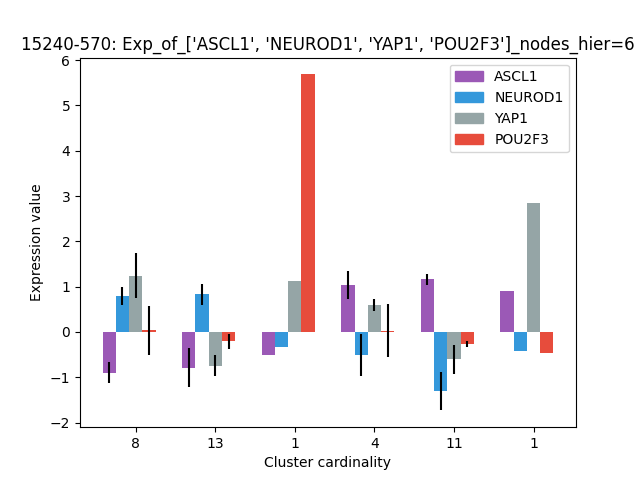 15240-570: Exp_of_['ASCL1', 'NEUROD1', 'YAP1', 'POU2F3']_nodes_hier=6
6
5
4
3
2
1
0
−1
−2
Expression value
ASCL1
NEUROD1
YAP1
POU2F3
8 13 1 4 11 1
Cluster cardinality